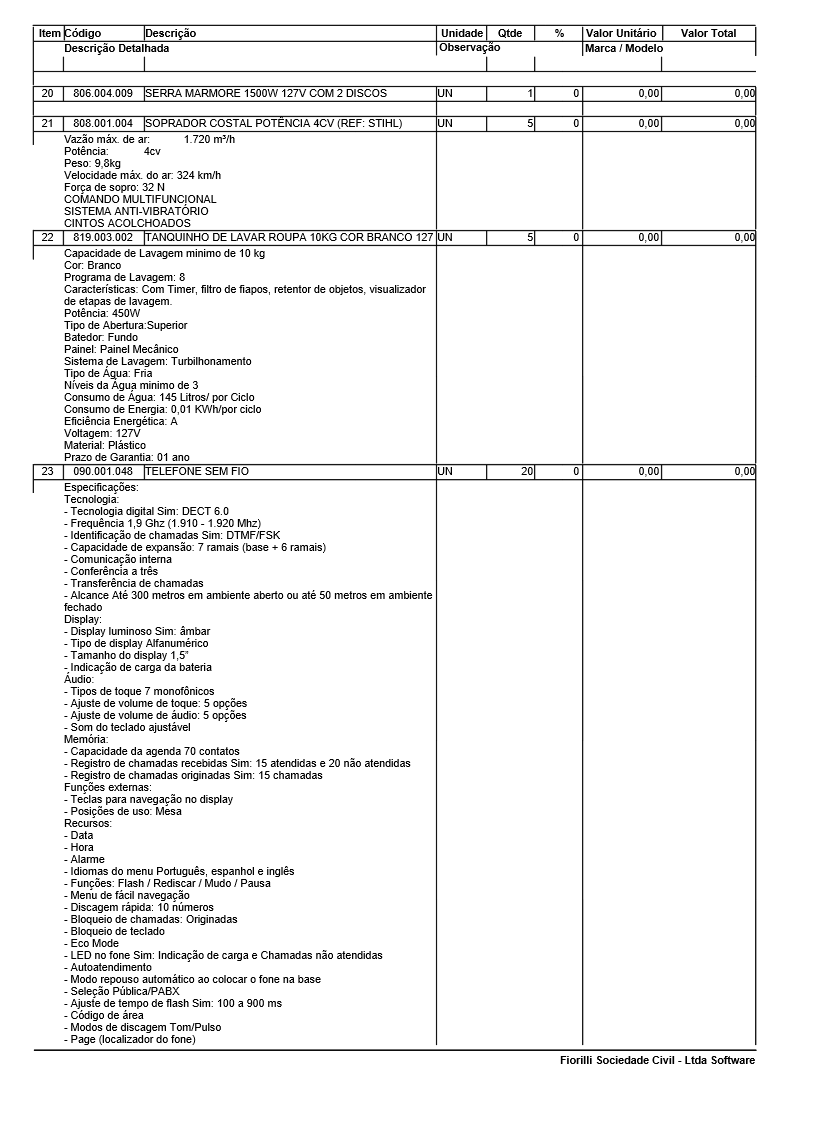 Item Código Descrição Unidade Qtde % Valor Unitário Valor Total
Descrição Detalhada Observação Marca / Modelo
20 806.004.009 SERRA MARMORE 1500W 127V COM 2 DISCOS UN 1 0 0,00 0,00
21 808.001.004 SOPRADOR COSTAL POTÊNCIA 4CV (REF: STIHL) UN 5 0 0,00 0,00
Vazão máx. de ar: 1.720 m³/h
Potência: 4cv
Peso: 9,8kg
Velocidade máx. do ar: 324 km/h
Força de sopro: 32 N
COMANDO MULTIFUNCIONAL
SISTEMA ANTI-VIBRATÓRIO
CINTOS ACOLCHOADOS
22 819.003.002 TANQUINHO DE LAVAR ROUPA 10KG COR BRANCO 127 UN 5 0 0,00 0,00
Capacidade de Lavagem minimo de 10 kg
Cor: Branco
Programa de Lavagem: 8
Características: Com Timer, filtro de fiapos, retentor de objetos, visualizador
de etapas de lavagem.
Potência: 450W
Tipo de Abertura:Superior
Batedor: Fundo
Painel: Painel Mecânico
Sistema de Lavagem: Turbilhonamento
Tipo de Água: Fria
Níveis da Água minimo de 3
Consumo de Água: 145 Litros/ por Ciclo
Consumo de Energia: 0,01 KWh/por ciclo
Eficiência Energética: A
Voltagem: 127V
Material: Plástico
Prazo de Garantia: 01 ano
23 090.001.048 TELEFONE SEM FIO UN 20 0 0,00 0,00
Especificações:
Tecnologia:
- Tecnologia digital Sim: DECT 6.0
- Frequência 1,9 Ghz (1.910 - 1.920 Mhz)
- Identificação de chamadas Sim: DTMF/FSK
- Capacidade de expansão: 7 ramais (base + 6 ramais)
- Comunicação interna
- Conferência a três
- Transferência de chamadas
- Alcance Até 300 metros em ambiente aberto ou até 50 metros em ambiente
fechado
Display:
- Display luminoso Sim: âmbar
- Tipo de display Alfanumérico
- Tamanho do display 1,5”
- Indicação de carga da bateria
Áudio:
- Tipos de toque 7 monofônicos
- Ajuste de volume de toque: 5 opções
- Ajuste de volume de áudio: 5 opções
- Som do teclado ajustável
Memória:
- Capacidade da agenda 70 contatos
- Registro de chamadas recebidas Sim: 15 atendidas e 20 não atendidas
- Registro de chamadas originadas Sim: 15 chamadas
Funções externas:
- Teclas para navegação no display
- Posições de uso: Mesa
Recursos:
- Data
- Hora
- Alarme
- Idiomas do menu Português, espanhol e inglês
- Funções: Flash / Rediscar / Mudo / Pausa
- Menu de fácil navegação
- Discagem rápida: 10 números
- Bloqueio de chamadas: Originadas
- Bloqueio de teclado
- Eco Mode
- LED no fone Sim: Indicação de carga e Chamadas não atendidas
- Autoatendimento
- Modo repouso automático ao colocar o fone na base
- Seleção Pública/PABX
- Ajuste de tempo de flash Sim: 100 a 900 ms
- Código de área
- Modos de discagem Tom/Pulso
- Page (localizador do fone)
Fiorilli Sociedade Civil - Ltda Software